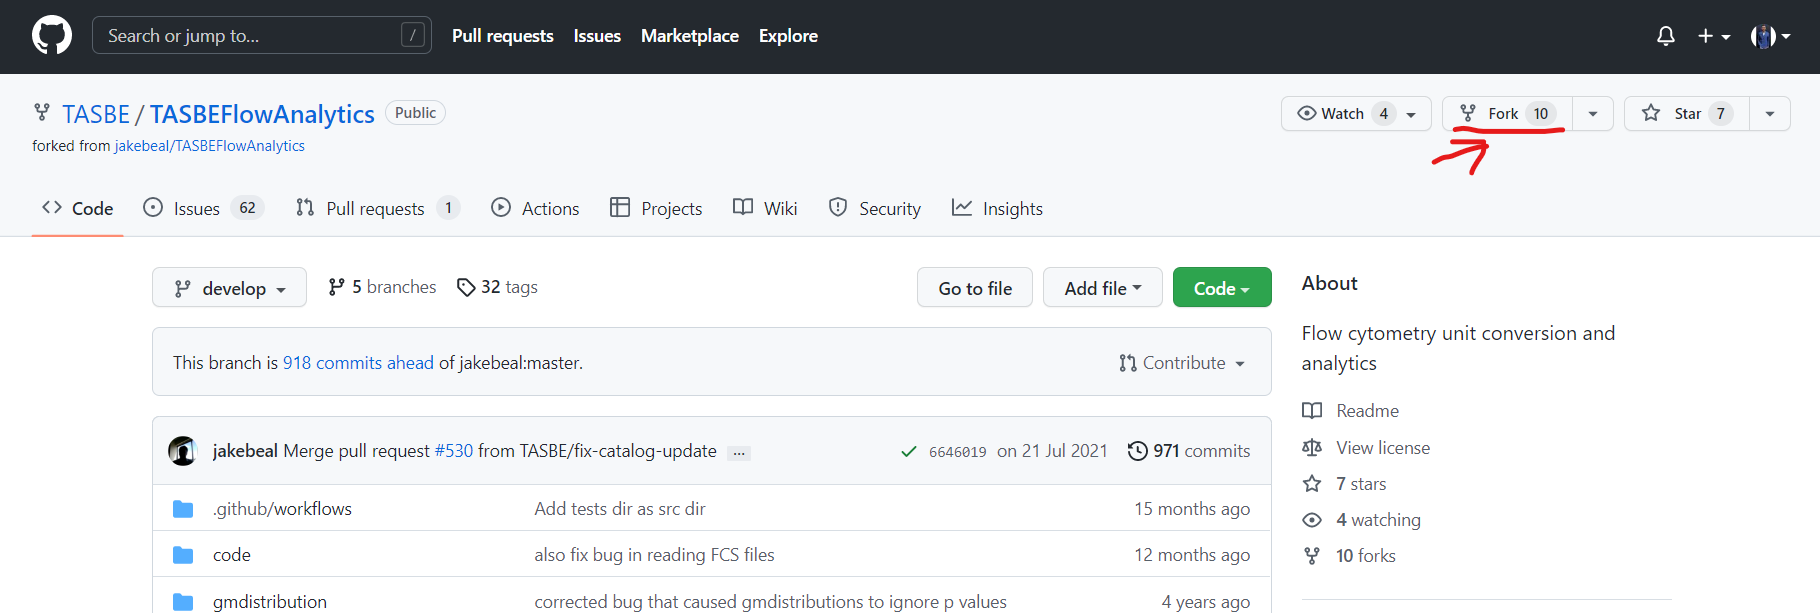 Search or jump to... / Pull requests Issues Marketplace Explore
TASBE / TASBEFlowAnalytics Public Watch 4 Fork 10 Star 7
forked from jakebeal/TASBEFlowAnalytics
Code Issues 62 Pull requests 1 Actions Projects Wiki Security Insights
develop 5 branches 32 tags Go to file Add file Code
About
Flow cytometry unit conversion and
analytics
This branch is 918 commits ahead of jakebeal:master. Contribute
Readme
View license
7 stars
4 watching
10 forks
jakebeal Merge pull request #530 from TASBE/fix-catalog-update ... 6646019 on 21 Jul 2021 971 commits
.github/workflows Add tests dir as src dir 15 months ago
code also fix bug in reading FCS files 12 months ago
gmdistribution corrected bug that caused gmdistributions to ignore p values 4 years ago